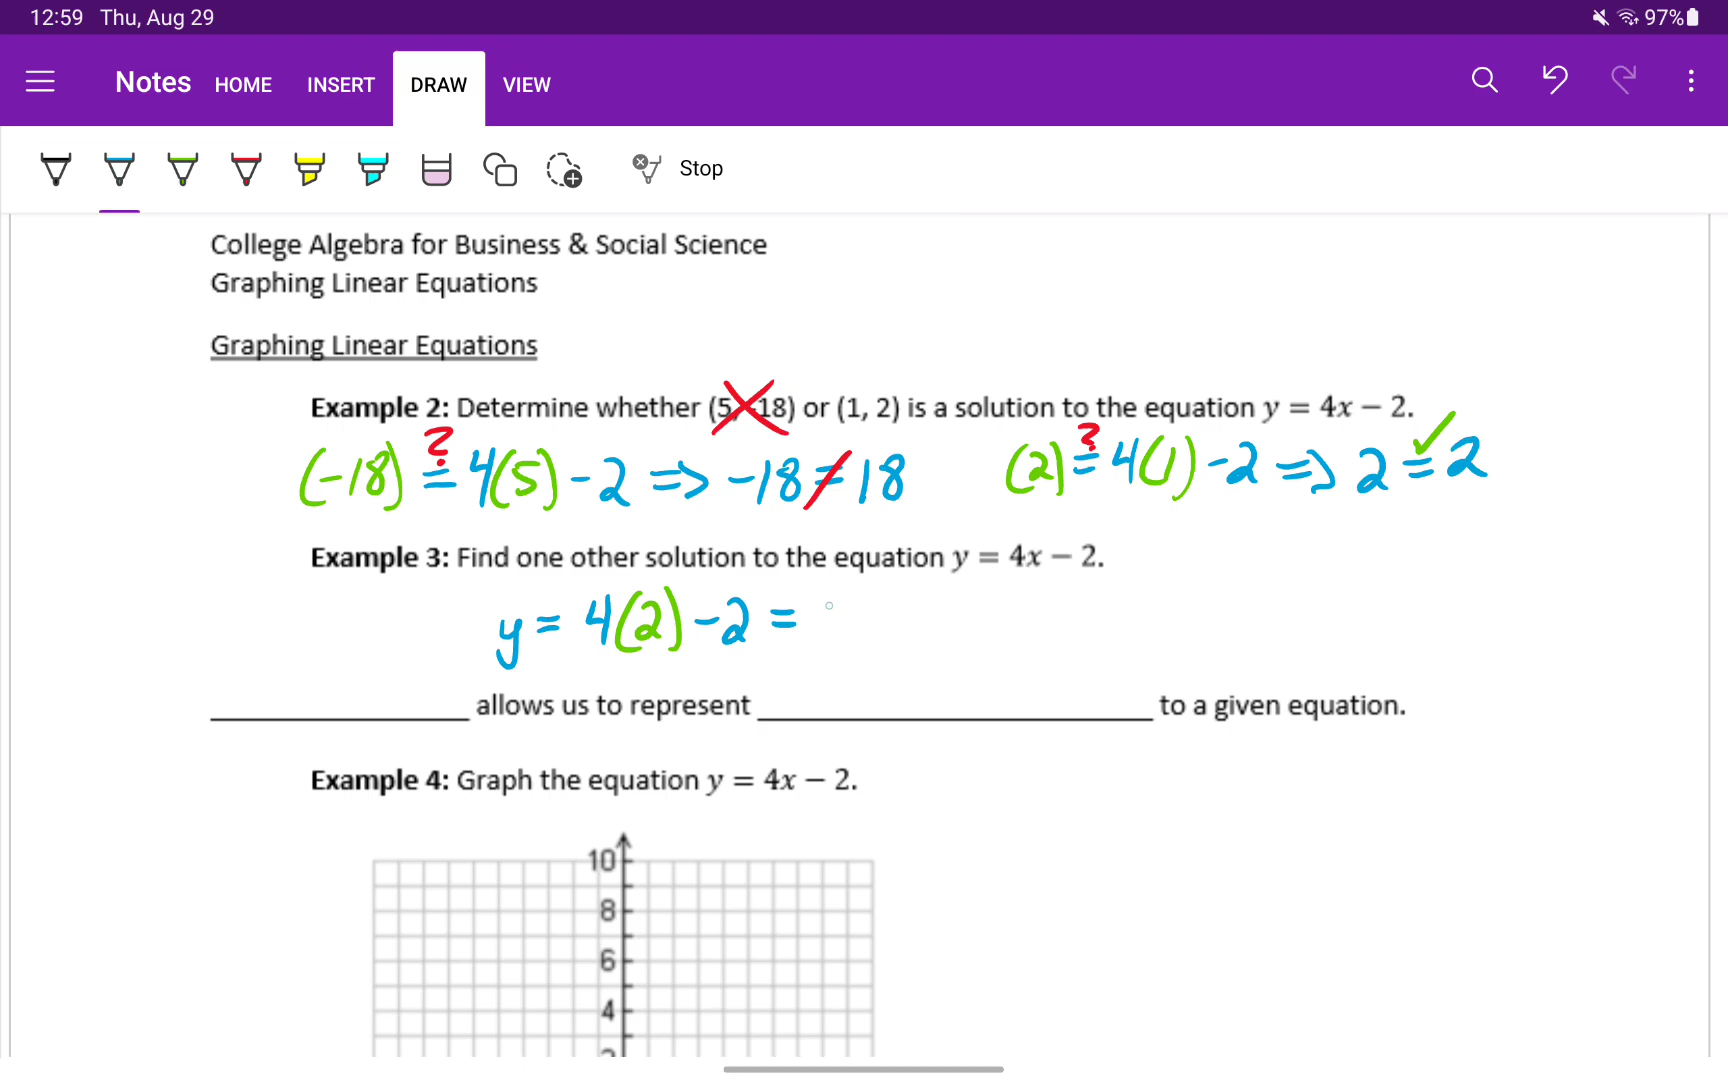 12:59 Thu, Aug 29 97%
Notes HOME INSERT DRAW VIEW
Stop
College Algebra for Business & Social Science
Graphing Linear Equations
Graphing Linear Equations
Example 2: Determine whether (5, -18) or (1, 2) is a solution to the equation y = 4x − 2.
(-18) ≟ 4(5) - 2 => -18 ≠ 18 (2) ≟ 4(1) - 2 => 2 = 2 ✓
Example 3: Find one other solution to the equation y = 4x − 2.
y = 4(2) - 2 =
____________ allows us to represent ____________ to a given equation.
Example 4: Graph the equation y = 4x − 2.
10
8
6
4